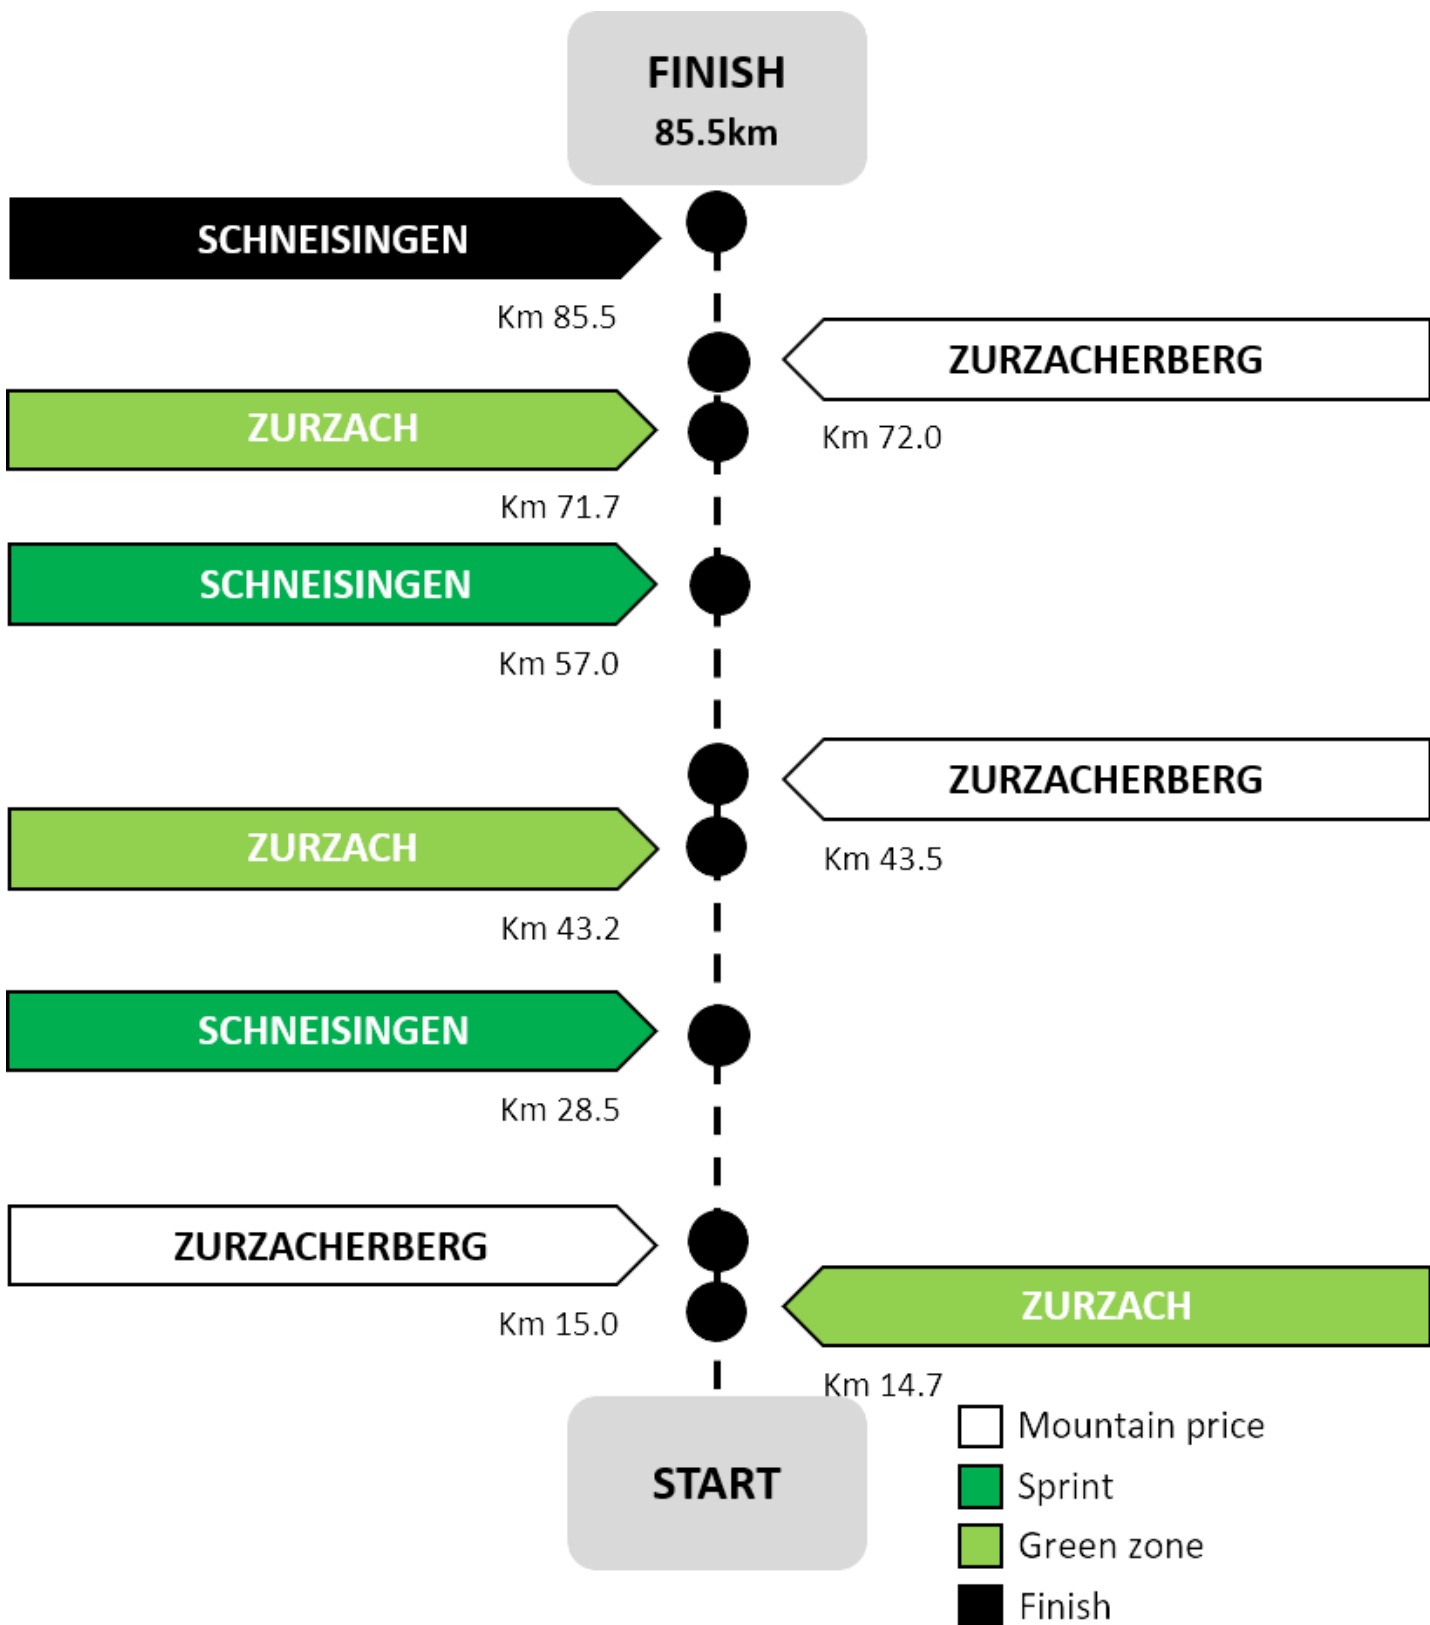 FINISH
85.5km
SCHNEISINGEN
Km 85.5
ZURZACHERBERG
Km 72.0
ZURZACH
Km 71.7
SCHNEISINGEN
Km 57.0
ZURZACHERBERG
Km 43.5
ZURZACH
Km 43.2
SCHNEISINGEN
Km 28.5
ZURZACHERBERG
Km 15.0
ZURZACH
Km 14.7
START
Mountain price
Sprint
Green zone
Finish